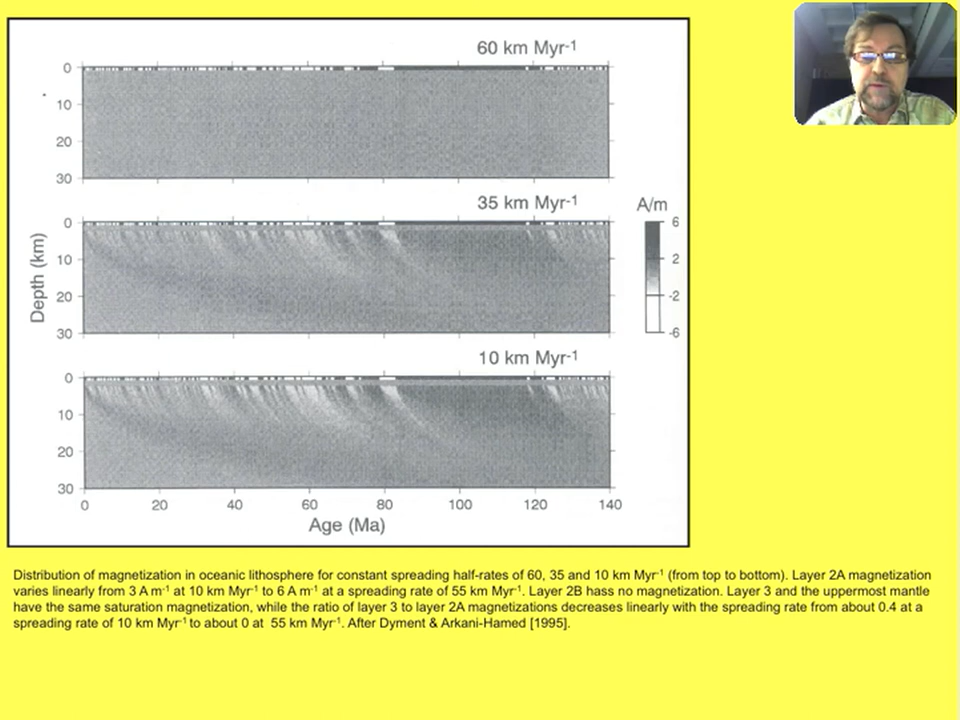 60 km Myr-1
0
10
20
30
35 km Myr-1
A/m
0
10
20
30
6
2
-2
-6
Depth (km)
10 km Myr-1
0
10
20
30
0 20 40 60 80 100 120 140
Age (Ma)
Distribution of magnetization in oceanic lithosphere for constant spreading half-rates of 60, 35 and 10 km Myr-1 (from top to bottom). Layer 2A magnetization
varies linearly from 3 A m-1 at 10 km Myr-1 to 6 A m-1 at a spreading rate of 55 km Myr-1. Layer 2B hass no magnetization. Layer 3 and the uppermost mantle
have the same saturation magnetization, while the ratio of layer 3 to layer 2A magnetizations decreases linearly with the spreading rate from about 0.4 at a
spreading rate of 10 km Myr-1 to about 0 at 55 km Myr-1. After Dyment & Arkani-Hamed [1995].